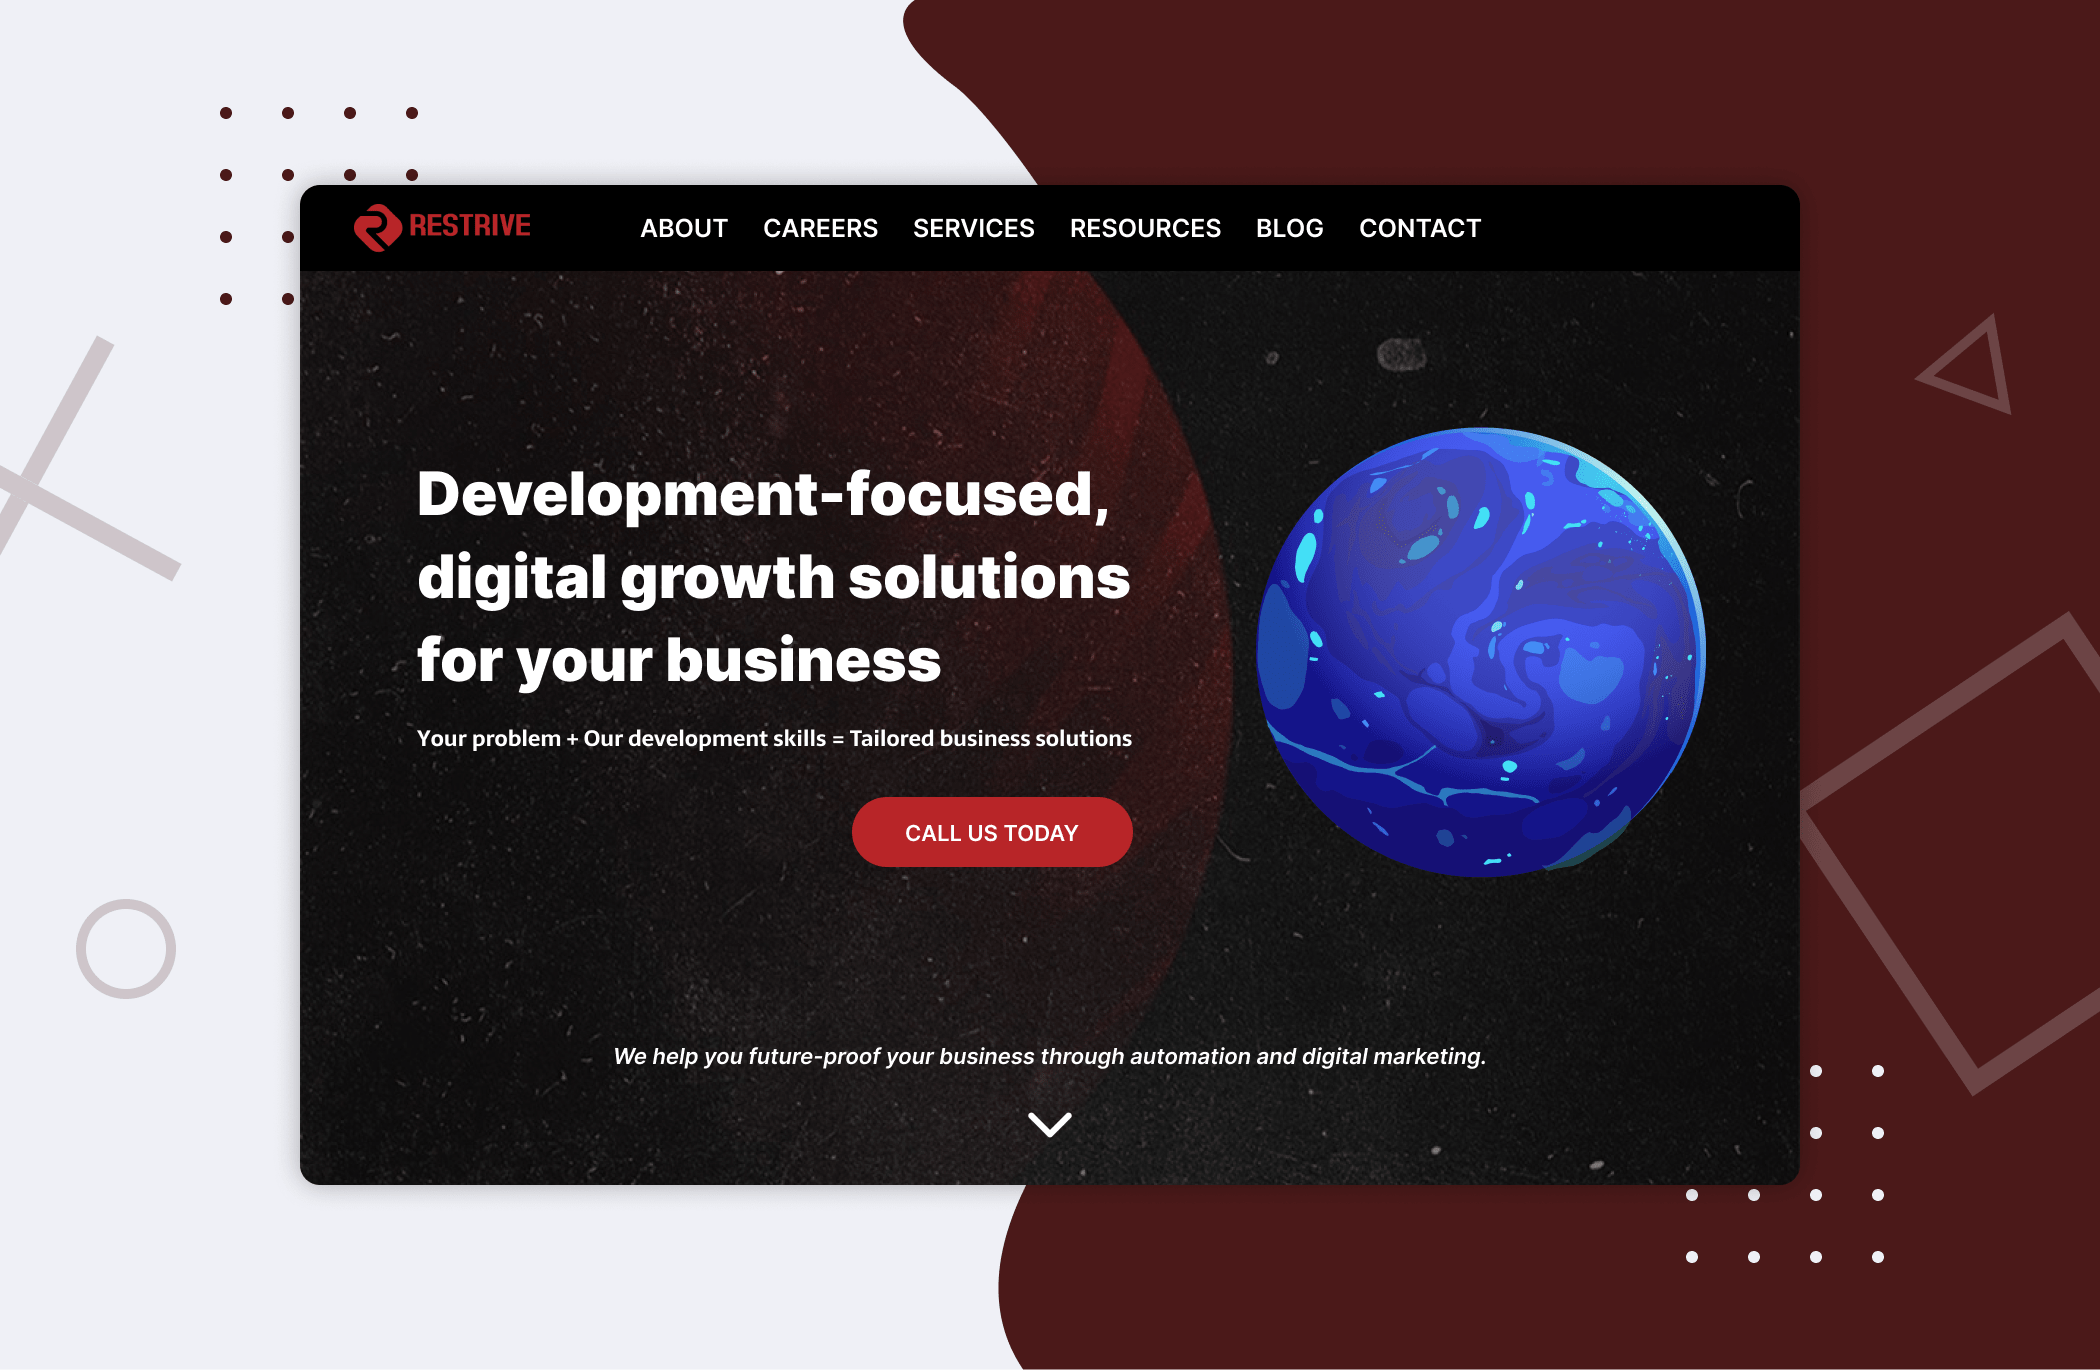 RESTRIVE
ABOUT CAREERS SERVICES RESOURCES BLOG CONTACT
Development-focused,
digital growth solutions
for your business
Your problem + Our development skills = Tailored business solutions
CALL US TODAY
We help you future-proof your business through automation and digital marketing.